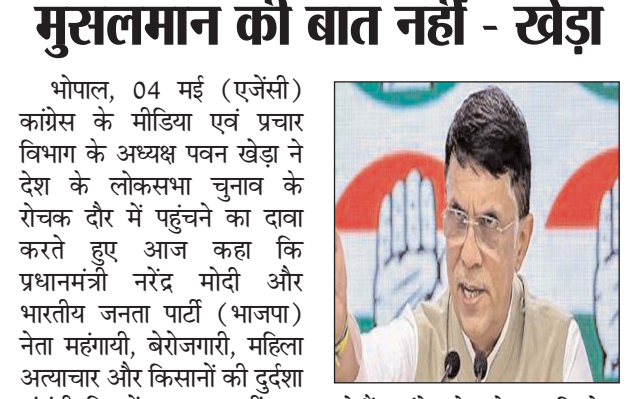 मुसलमान की बात नहीं - खेड़ा
भोपाल, 04 मई (एजेंसी)
कांग्रेस के मीडिया एवं प्रचार
विभाग के अध्यक्ष पवन खेड़ा ने
देश के लोकसभा चुनाव के
रोचक दौर में पहुंचने का दावा
करते हुए आज कहा कि
प्रधानमंत्री नरेंद्र मोदी और
भारतीय जनता पार्टी (भाजपा)
नेता महंगायी, बेरोजगारी, महिला
अत्याचार और किसानों की दुर्दशा